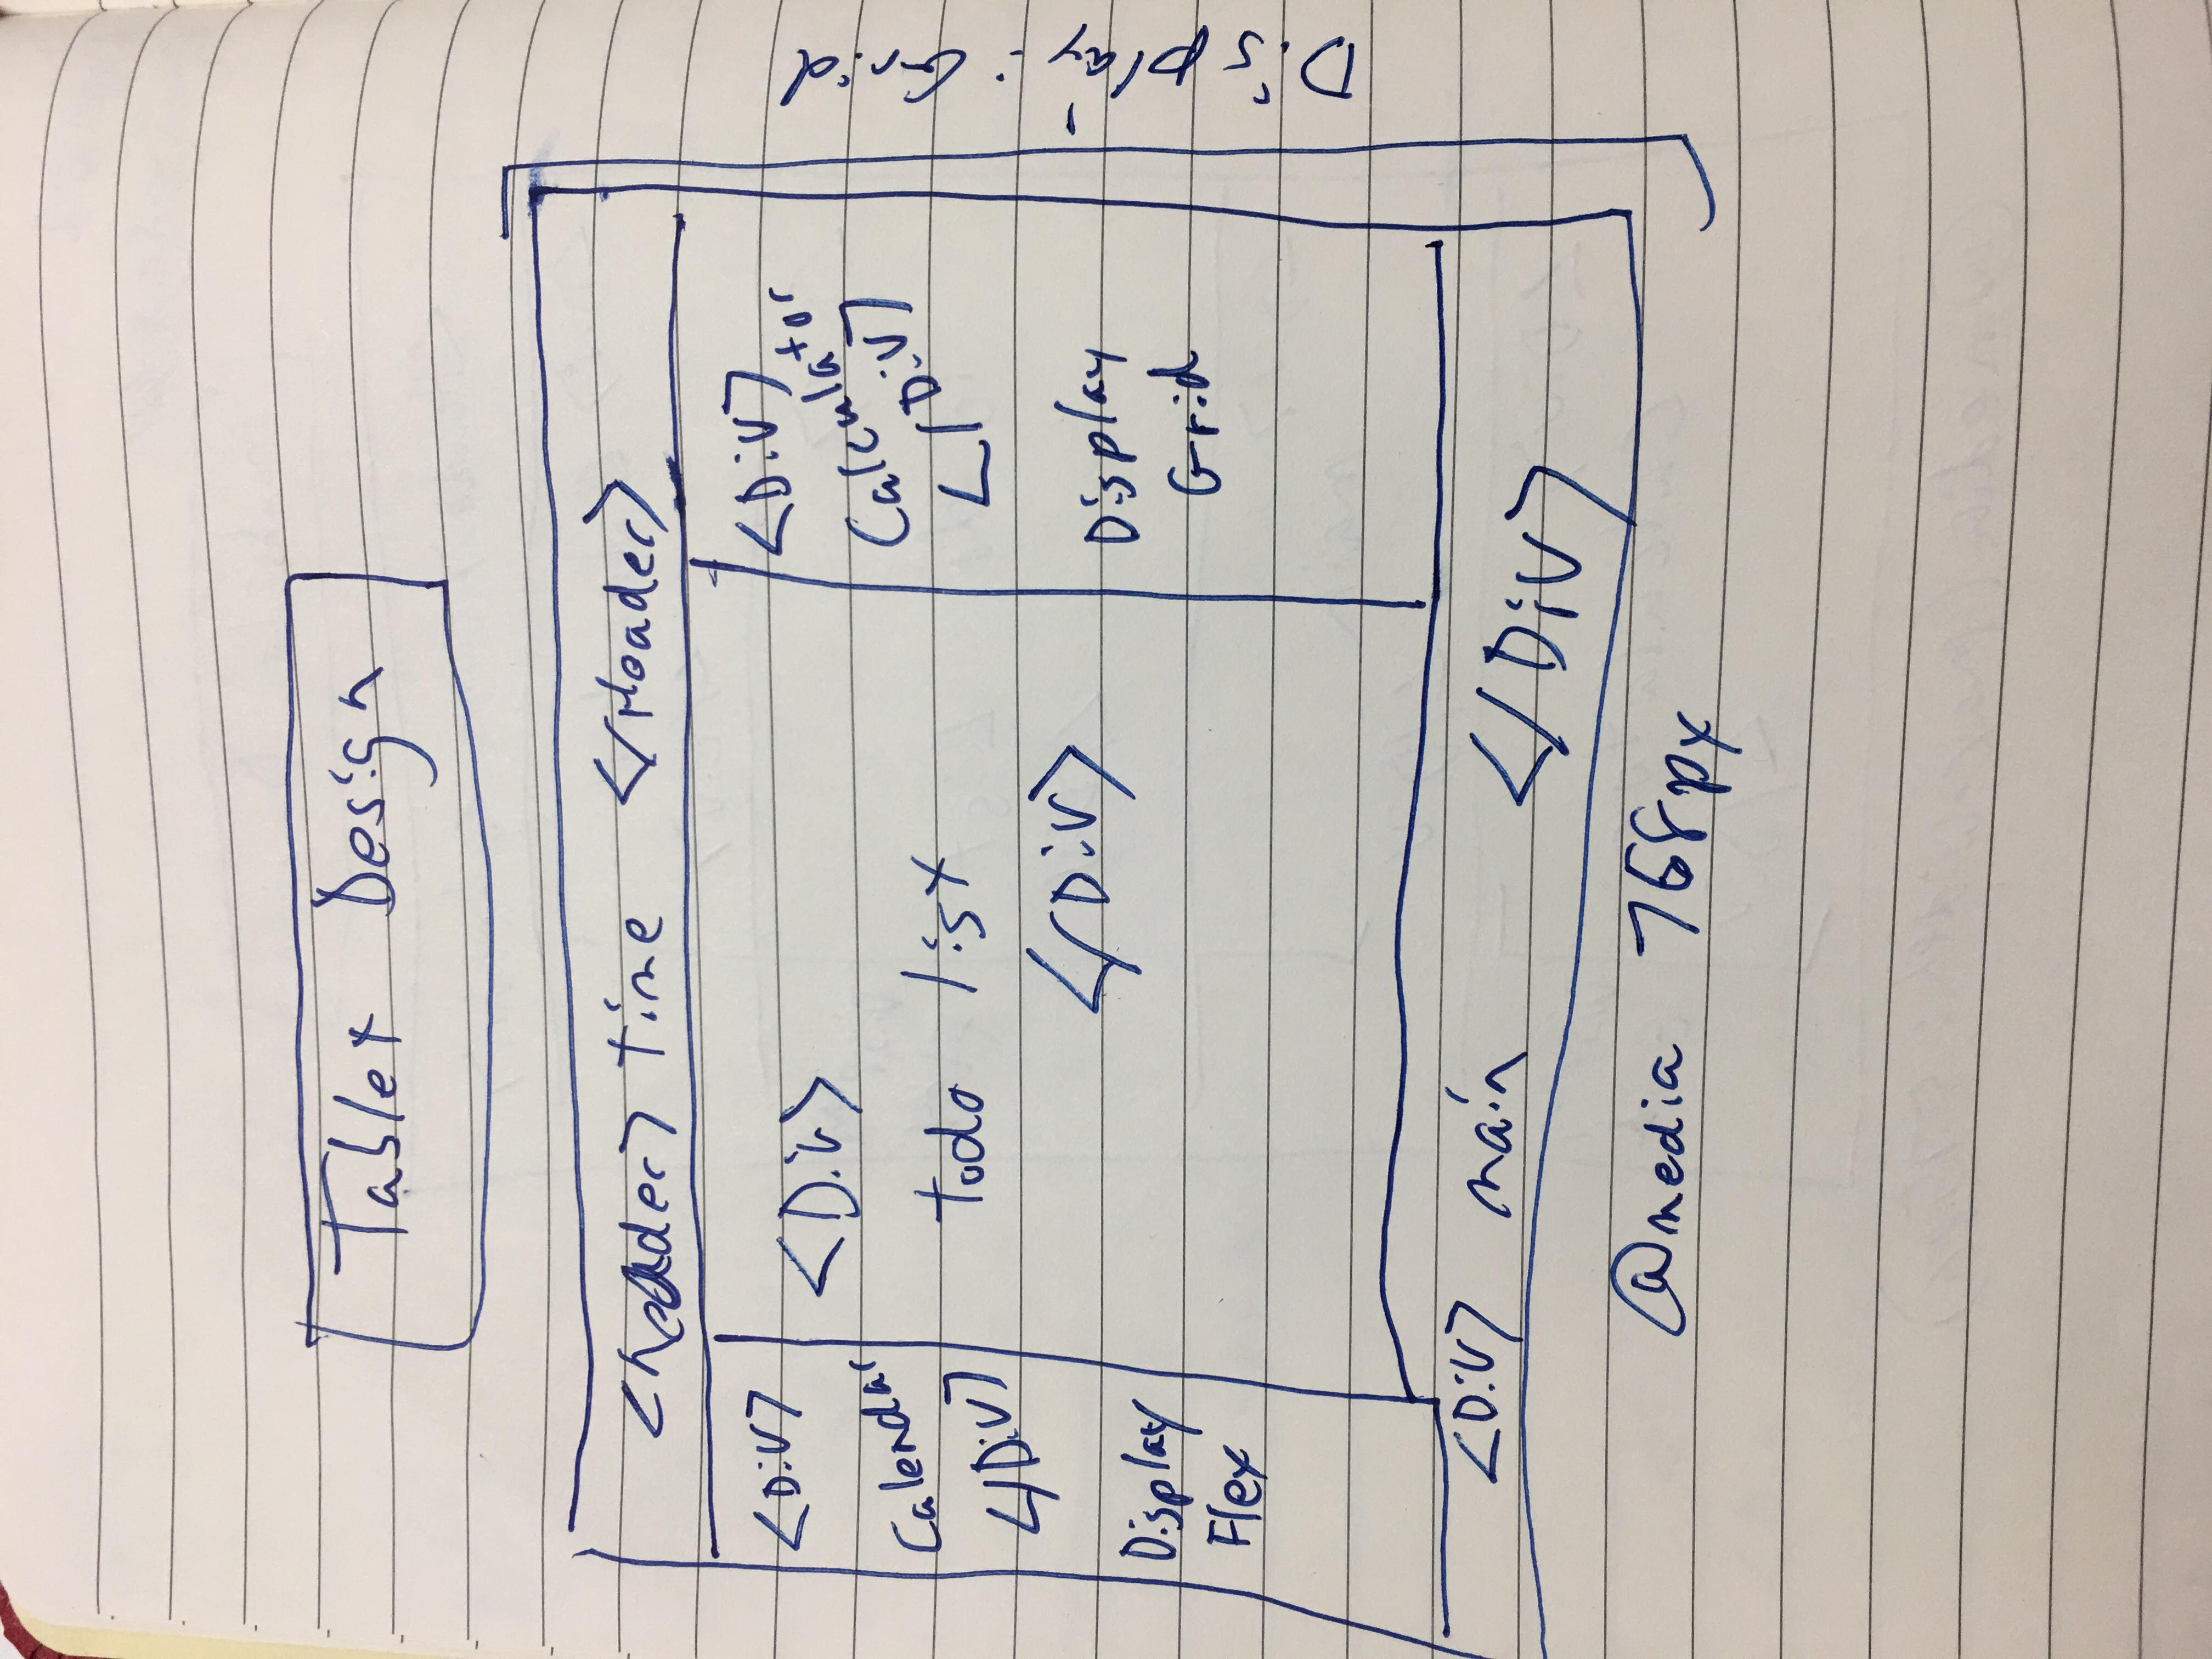 Tablet Design
<header> time </Header>
<Div>
Calendar
</Div>
Display
Flex
<Div>
todo list
</Div>
<Div>
Calculator
</Div>
Display
Grid
<Div> main </Div>
@media 768px
Display: Grid